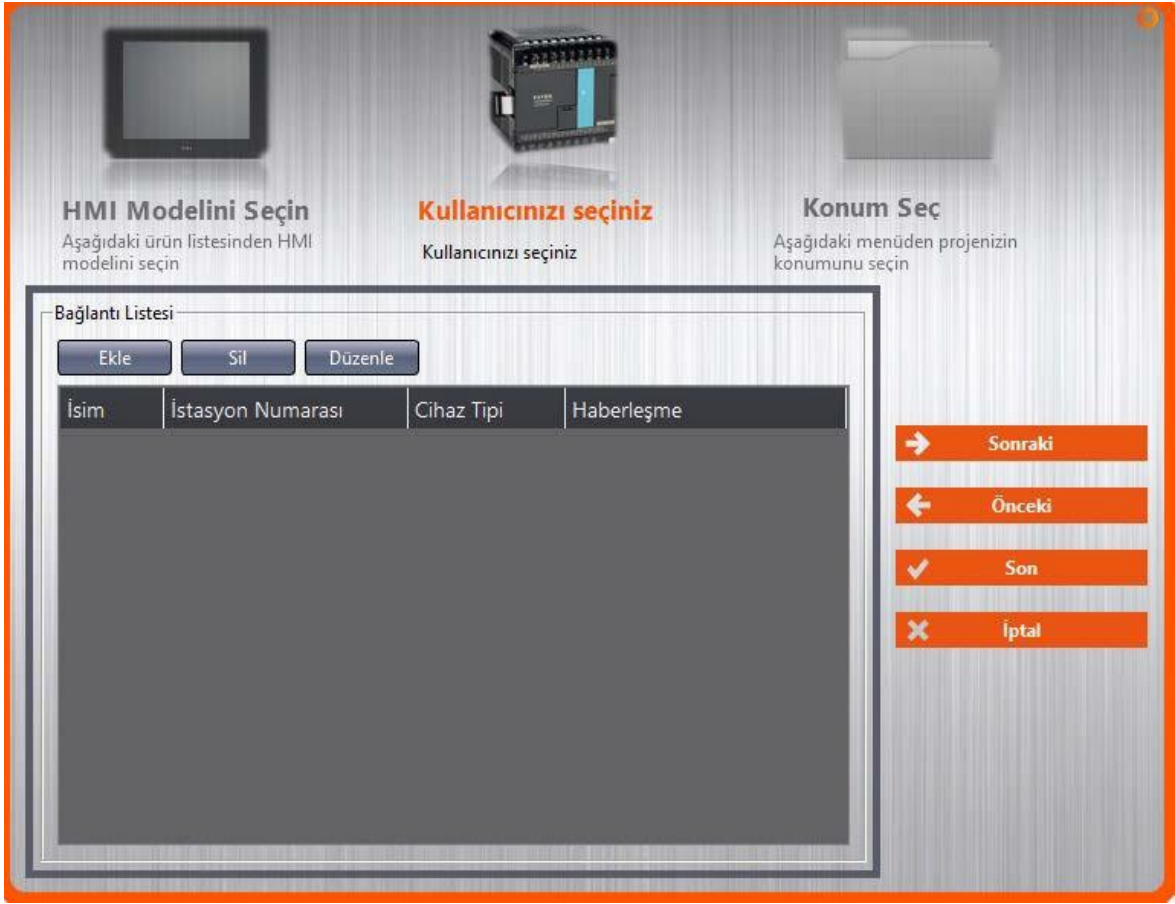 HMI Modelini Seçin
Aşağıdaki ürün listesinden HMI
modelini seçin
Kullanıcınızı seçiniz
Kullanıcınızı seçiniz
Konum Seç
Aşağıdaki menüden projenizin
konumunu seçin
Bağlantı Listesi
Ekle
Sil
Düzenle
İsim
İstasyon Numarası
Cihaz Tipi
Haberleşme
Sonraki
Önceki
Son
İptal